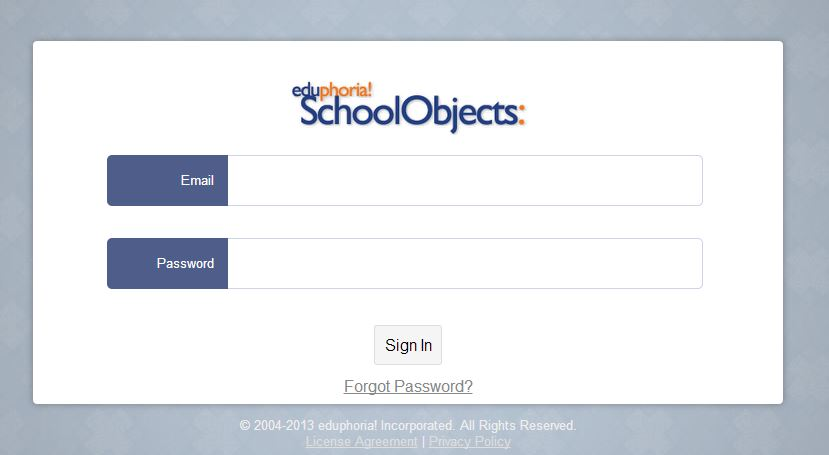 eduphoria!
SchoolObjects:
Email
Password
Sign In
Forgot Password?
© 2004-2013 eduphoria! Incorporated. All Rights Reserved.
License Agreement | Privacy Policy